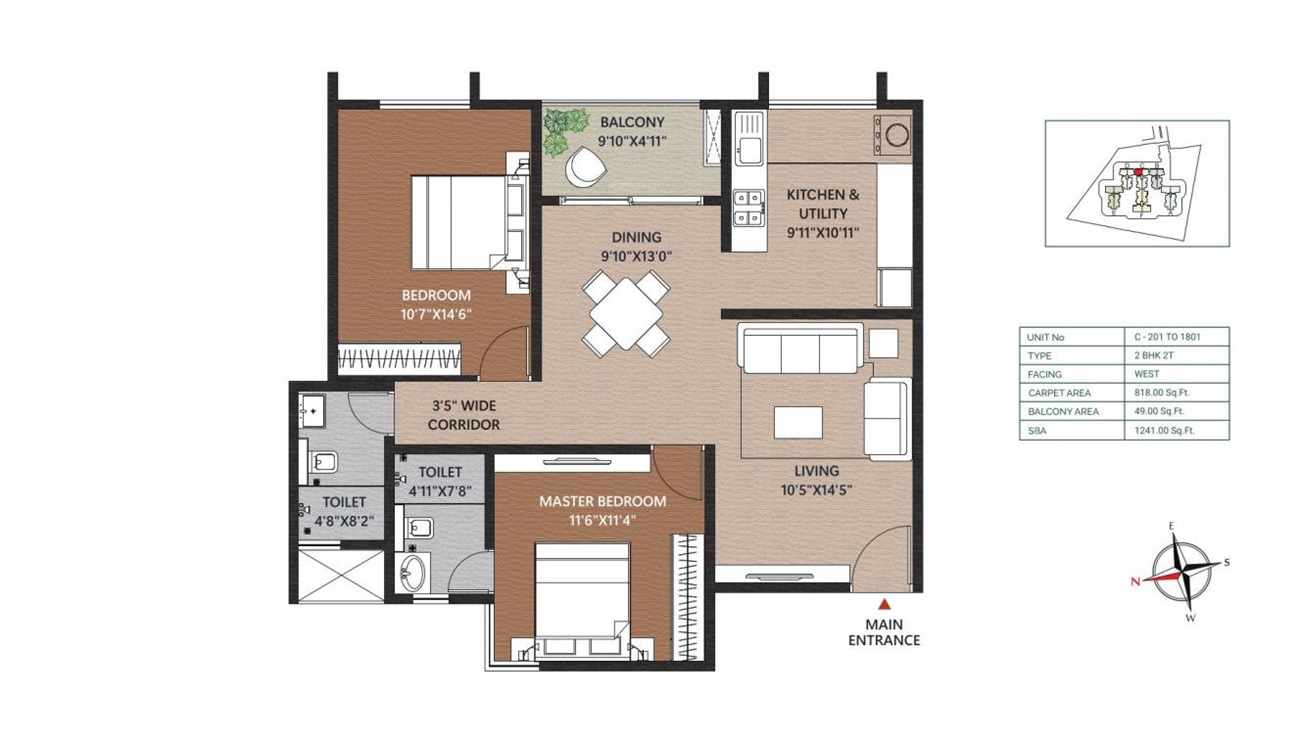 BALCONY
9'10"X4'11"
KITCHEN &
UTILITY
9'11"X10'11"
DINING
9'10"X13'0"
BEDROOM
10'7"X14'6"
3'5" WIDE
CORRIDOR
TOILET
4'11"X7'8"
TOILET
4'8"X8'2"
MASTER BEDROOM
11'6"X11'4"
LIVING
10'5"X14'5"
MAIN
ENTRANCE
UNIT No C - 201 TO 1801
TYPE 2 BHK 2T
FACING WEST
CARPET AREA 818.00 Sq.Ft.
BALCONY AREA 49.00 Sq.Ft.
SBA 1241.00 Sq.Ft.
E
S
N
W